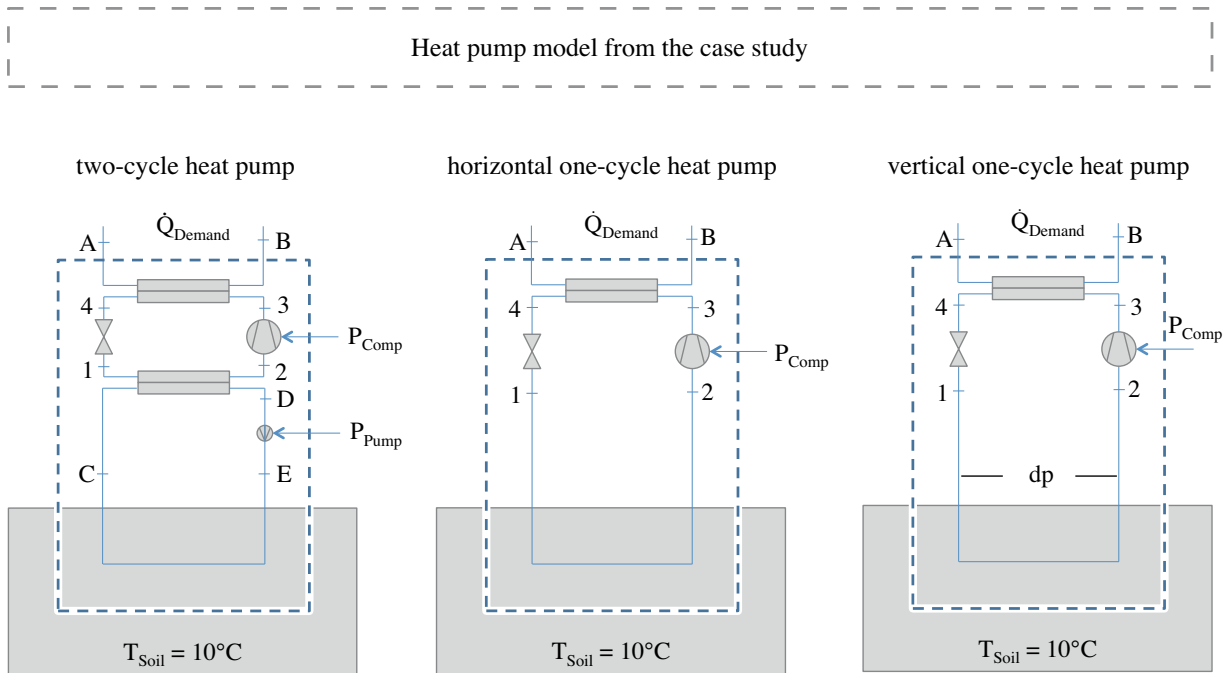 Heat pump model from the case study
two-cycle heat pump
Q̇Demand
A
B
4
3
PComp
1
2
D
PPump
C
E
TSoil = 10°C
horizontal one-cycle heat pump
Q̇Demand
A
B
4
3
PComp
1
2
TSoil = 10°C
vertical one-cycle heat pump
Q̇Demand
A
B
4
3
PComp
1
2
dp
TSoil = 10°C